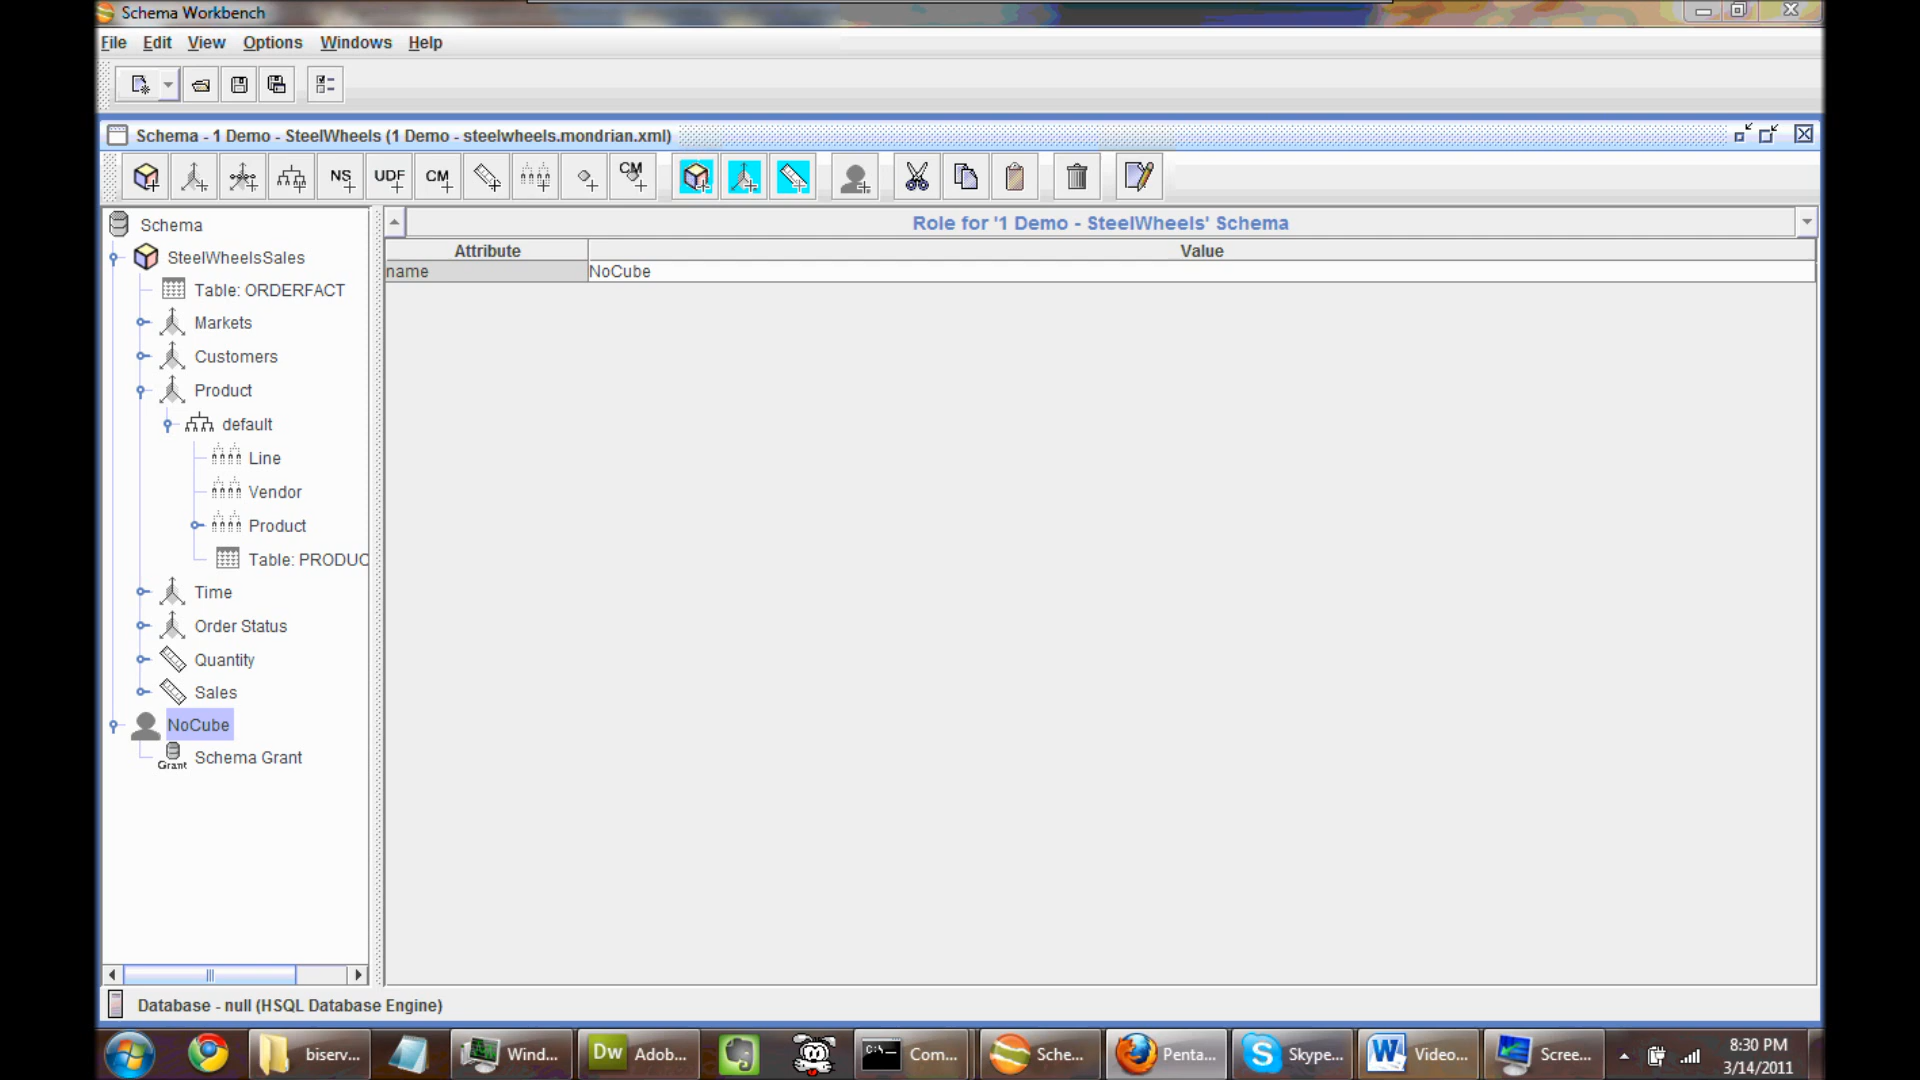 Schema Workbench
File Edit View Options Windows Help
Schema - 1 Demo - SteelWheels (1 Demo - steelwheels.mondrian.xml)
NS UDF CM CM
Schema
SteelWheelsSales
Table: ORDERFACT
Markets
Customers
Product
default
Line
Vendor
Product
Table: PRODUC
Time
Order Status
Quantity
Sales
NoCube
Grant Schema Grant
Role for '1 Demo - SteelWheels' Schema
Attribute Value
name NoCube
Database - null (HSQL Database Engine)
biserv... Wind... Dw Adob... C:\ Com... Sche... Penta... Skype... Video... Scree...
8:30 PM
3/14/2011